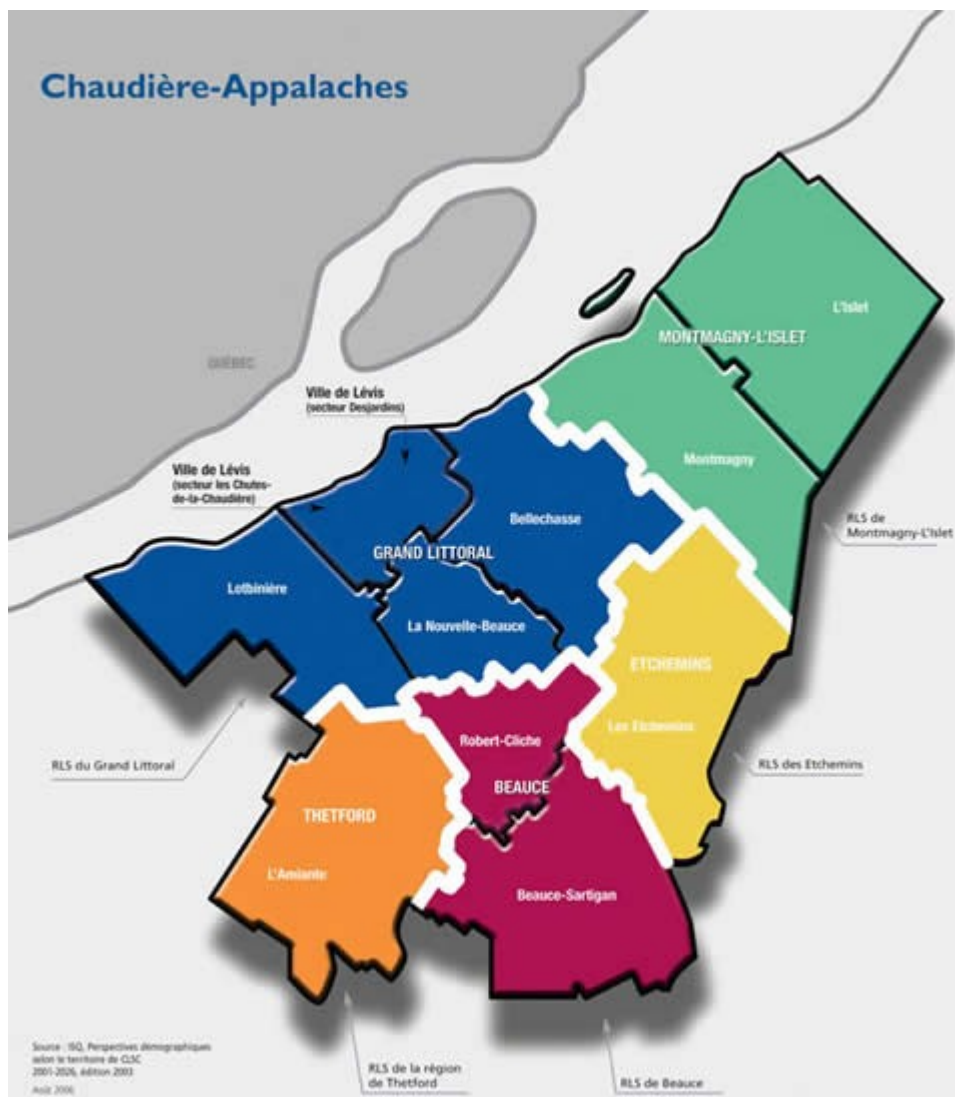 Chaudière-Appalaches
L'Islet
MONTMAGNY-L'ISLET
QUÉBEC
Ville de Lévis
(secteur Desjardins)
Montmagny
Ville de Lévis
(secteur les Chutes-
de-la-Chaudière)
Bellechasse
RLS de
Montmagny-L'Islet
GRAND LITTORAL
Lotbinière
La Nouvelle-Beauce
ETCHEMINS
Les Etchemins
Robert-Cliche
RLS du Grand Littoral
RLS des Etchemins
BEAUCE
THETFORD
L'Amiante
Beauce-Sartigan
Source : ISQ, Perspectives démographiques
selon le territoire de CLSC
2001-2026, édition 2003
Août 2006
RLS de la région
de Thetford
RLS de Beauce